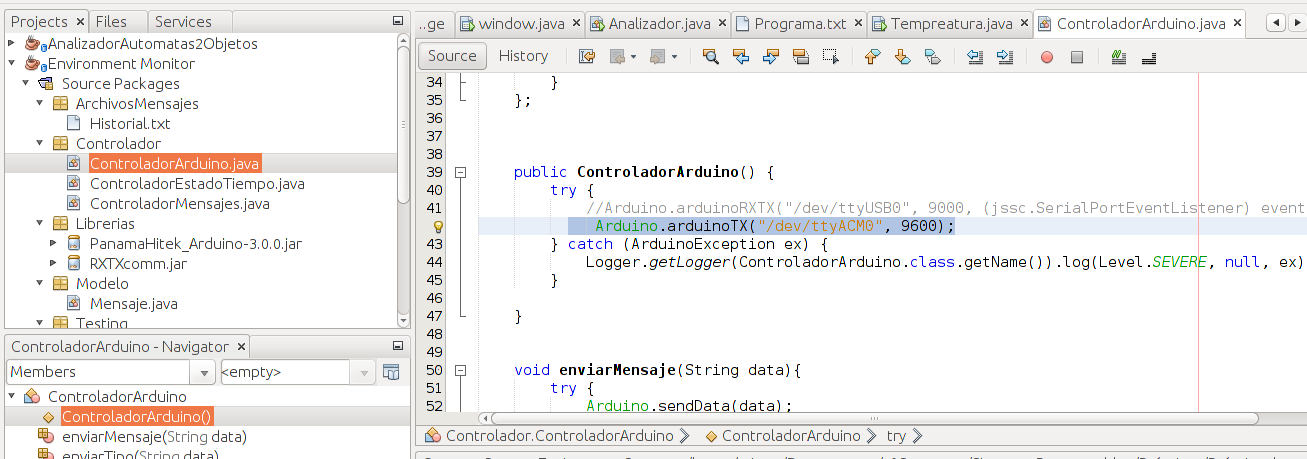 Projects Files Services
AnalizadorAutomatas2Objetos
Environment Monitor
Source Packages
ArchivosMensajes
Historial.txt
Controlador
ControladorArduino.java
ControladorEstadoTiempo.java
ControladorMensajes.java
Librerias
PanamaHitek_Arduino-3.0.0.jar
RXTXcomm.jar
Modelo
Mensaje.java
Testing
ControladorArduino - Navigator
Members <empty>
ControladorArduino
ControladorArduino()
enviarMensaje(String data)
enviarTipo(String data)
..ge window.java Analizador.java Programa.txt Tempreatura.java ControladorArduino.java
Source History
34 }
35 };
36
37
38
39 public ControladorArduino() {
40 try {
41 //Arduino.arduinoRXTX("/dev/ttyUSB0", 9000, (jssc.SerialPortEventListener) event
Arduino.arduinoTX("/dev/ttyACM0", 9600);
43 } catch (ArduinoException ex) {
44 Logger.getLogger(ControladorArduino.class.getName()).log(Level.SEVERE, null, ex)
45 }
46
47 }
48
49
50 void enviarMensaje(String data){
51 try {
52 Arduino.sendData(data);
Controlador.ControladorArduino ControladorArduino try